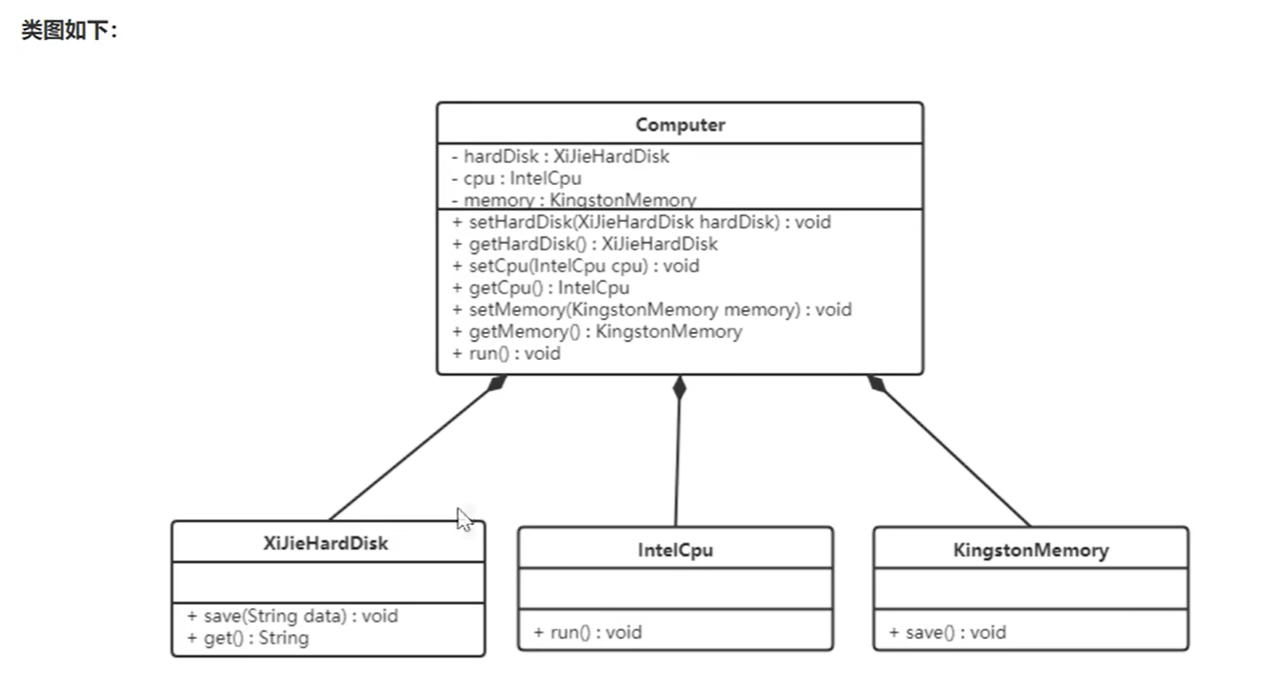 类图如下：
Computer
- hardDisk : XiJieHardDisk
- cpu : IntelCpu
- memory : KingstonMemory
+ setHardDisk(XiJieHardDisk hardDisk) : void
+ getHardDisk() : XiJieHardDisk
+ setCpu(IntelCpu cpu) : void
+ getCpu() : IntelCpu
+ setMemory(KingstonMemory memory) : void
+ getMemory() : KingstonMemory
+ run() : void
XiJieHardDisk
+ save(String data) : void
+ get() : String
IntelCpu
+ run() : void
KingstonMemory
+ save() : void